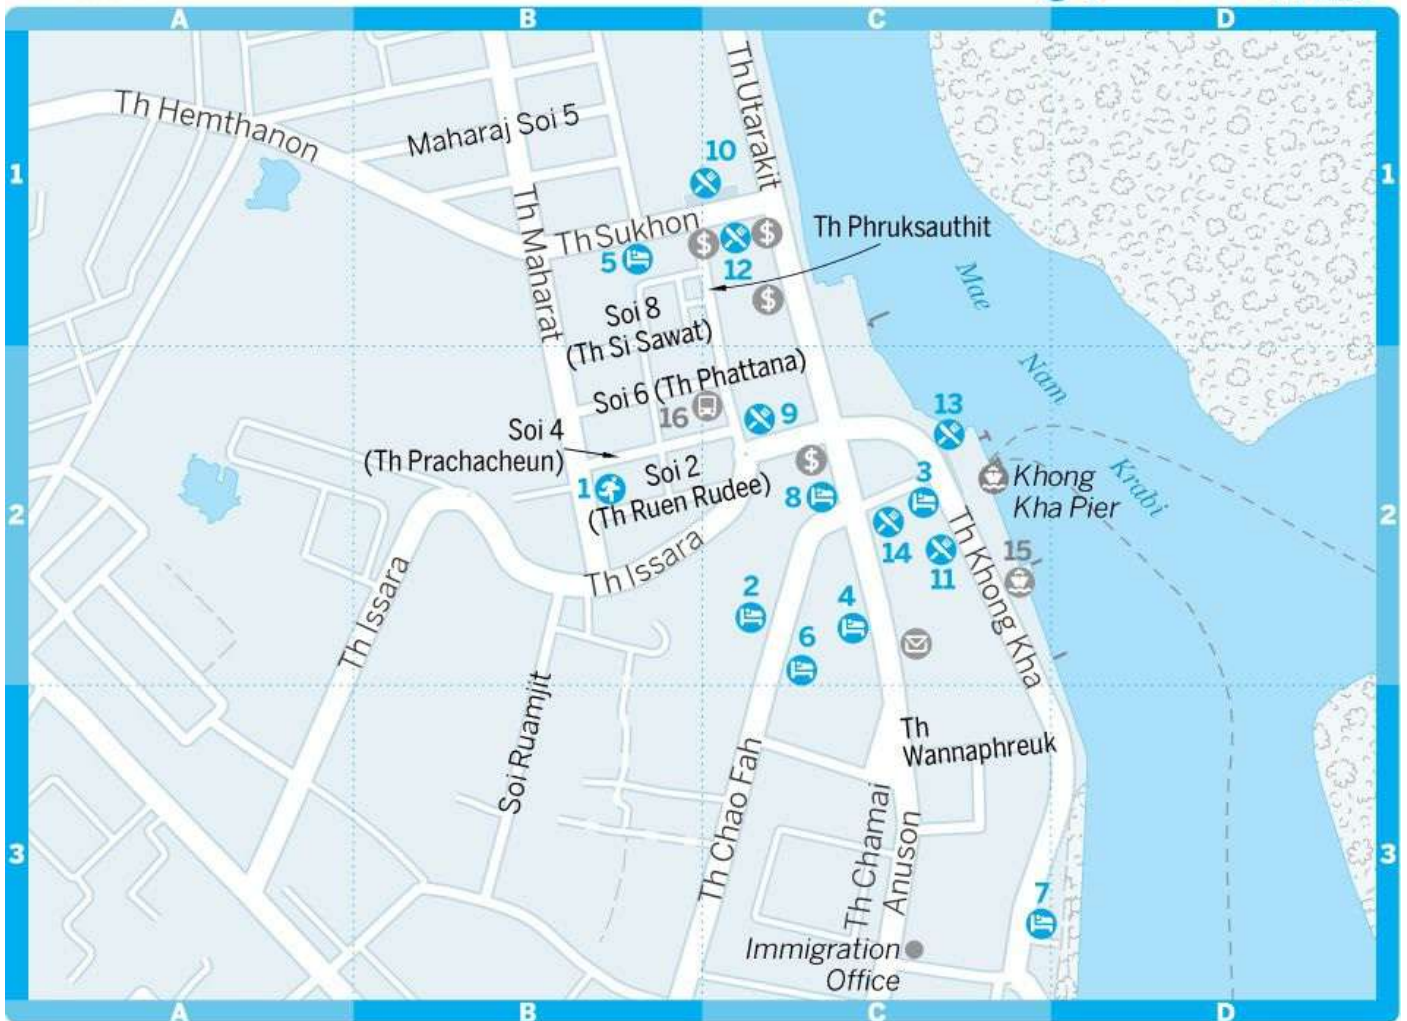 A B C D
Th Hemthanon
Maharaj Soi 5
Th Utarakit
10
1
1
Th Maharat
Th Sukhon
Th Phruksauthit
$
$
5
12
$
Mae
Nam
Krabi
Soi 8
(Th Si Sawat)
Soi 6 (Th Phattana)
16
9
13
Soi 4
(Th Prachacheun)
$
Khong
Kha Pier
1
Soi 2
(Th Ruen Rudee)
8
3
2
2
14
11
15
Th Issara
Th Issara
Th Khong Kha
2
4
6
Soi Ruamjit
Th
Wannaphreuk
Th Chao Fah
Th Chamai
Anuson
3
3
7
Immigration
Office
A B C D